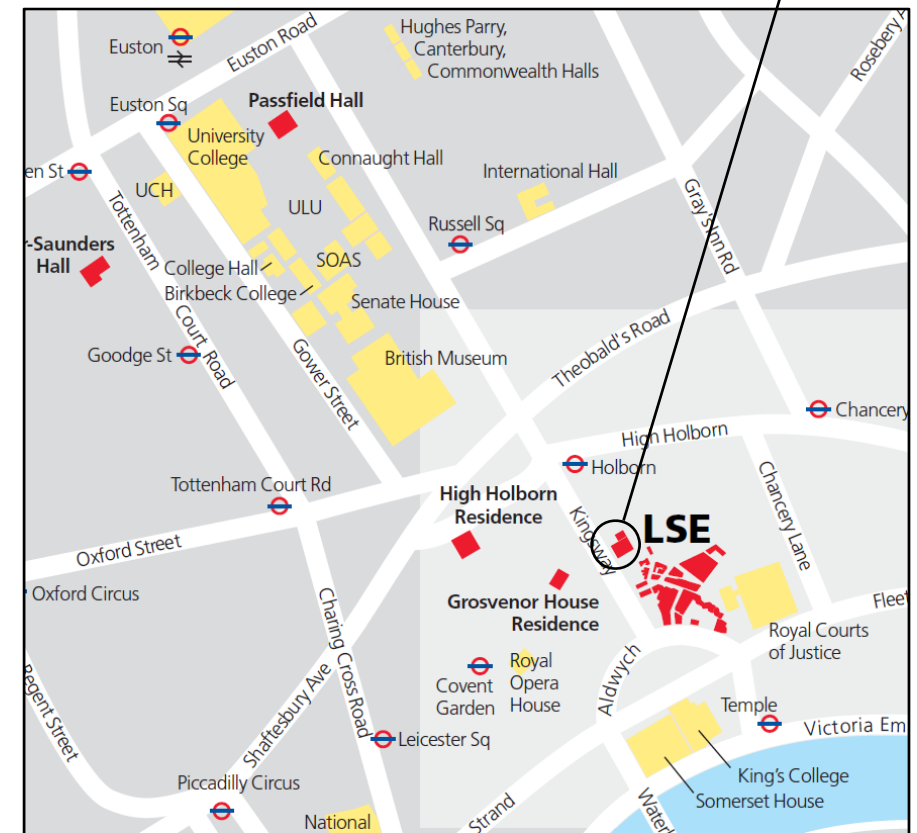 Euston
Euston Road
Hughes Parry,
Canterbury,
Commonwealth Halls
Rosebery A
Euston Sq
Passfield Hall
University
College
Connaught Hall
International Hall
en St
UCH
ULU
Tottenham
Court Road
Gray's Inn Rd
Russell Sq
r-Saunders
Hall
College Hall
SOAS
Birkbeck College
Senate House
Goodge St
Gower Street
British Museum
Theobald's Road
Chancery
High Holborn
Holborn
Tottenham Court Rd
High Holborn
Residence
Kingsway
LSE
Chancery Lane
Oxford Street
Oxford Circus
Grosvenor House
Residence
Fleet
Royal Courts
of Justice
Charing Cross Road
Aldwych
Royal
Opera
House
Covent
Garden
Regent Street
Shaftesbury Ave
Temple
Leicester Sq
Victoria Em
Piccadilly Circus
King's College
Somerset House
National
Strand
Waterl